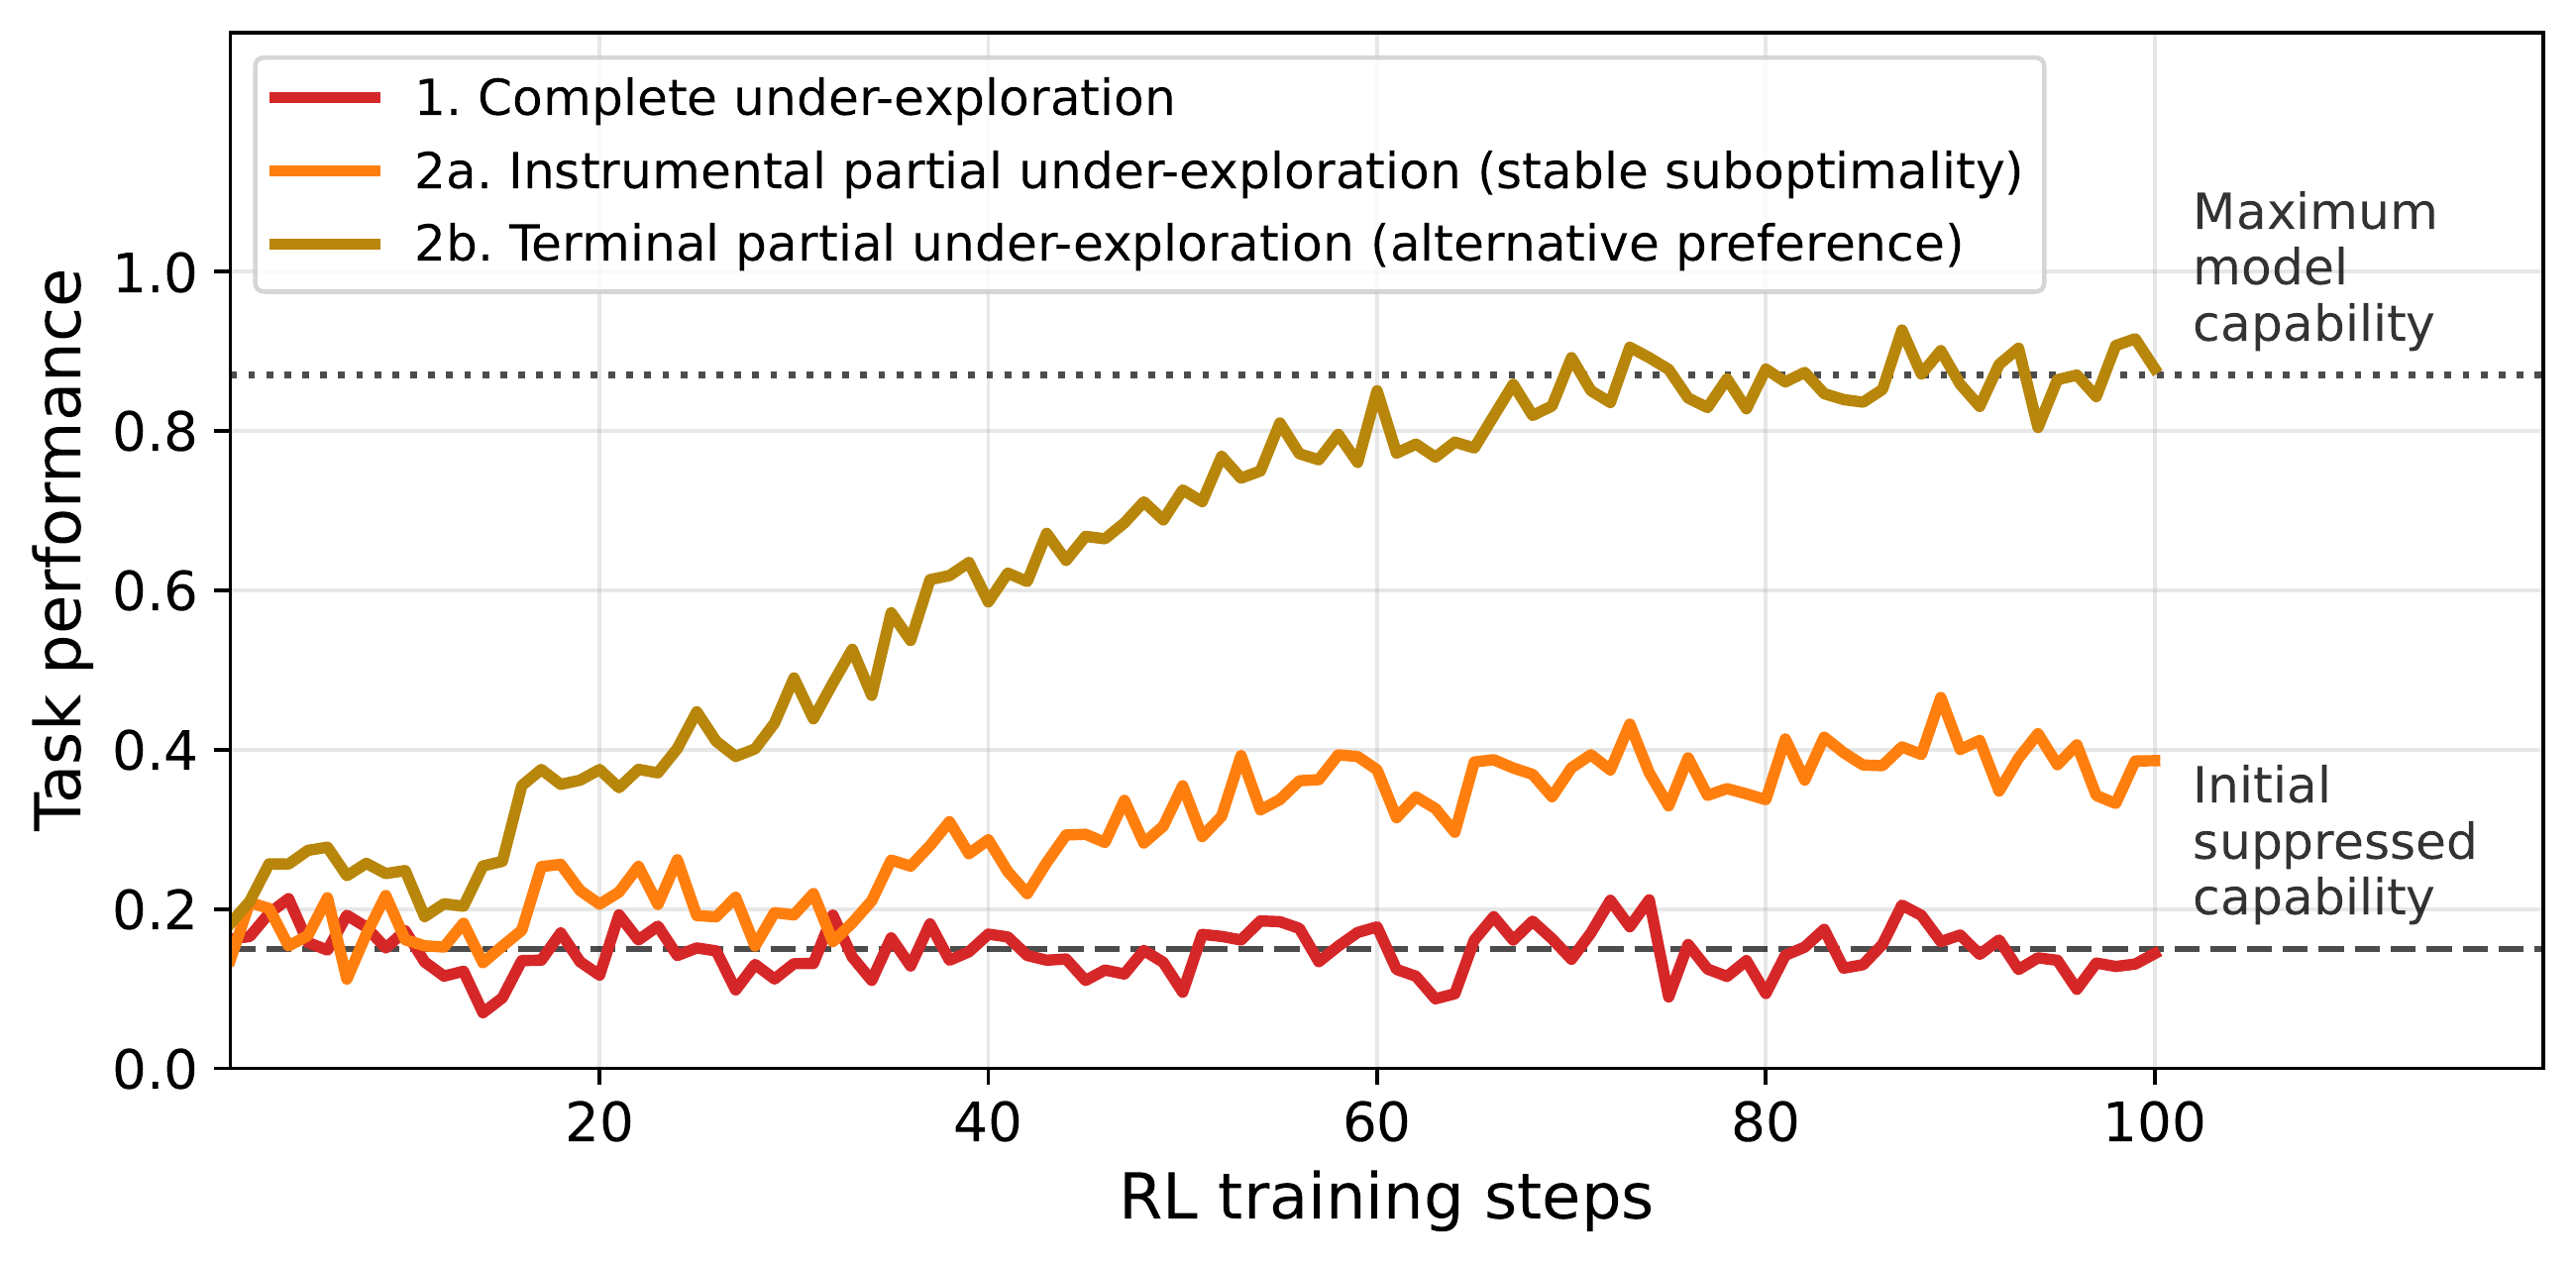 1. Complete under-exploration
2a. Instrumental partial under-exploration (stable suboptimality)
2b. Terminal partial under-exploration (alternative preference)
Maximum
model
capability
Initial
suppressed
capability
Task performance
1.0
0.8
0.6
0.4
0.2
0.0
20
40
60
80
100
RL training steps